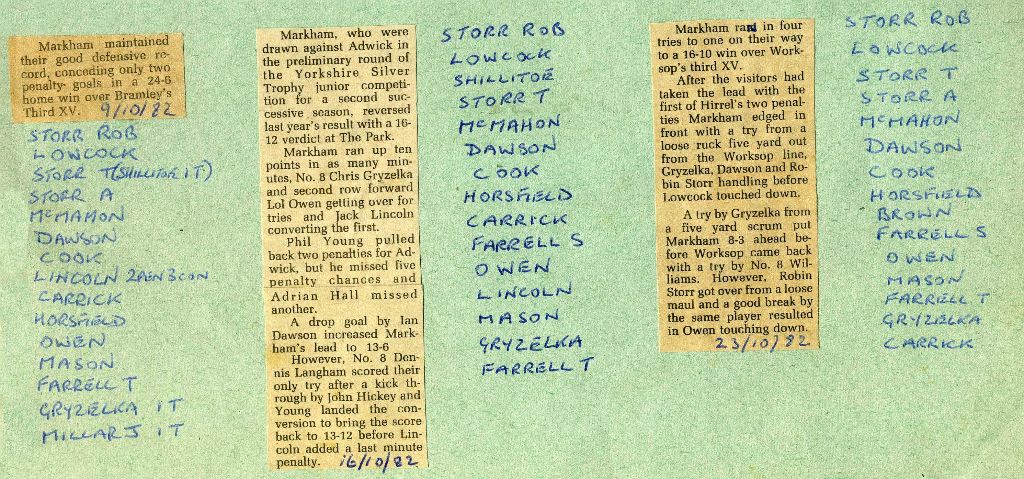 Markham maintained
their good defensive re-
cord, conceding only two
penalty goals in a 24-6
home win over Bramley's
Third XV. 9/10/82
STORR ROB
LOWCOCK
STORR T (SHILLITOE 1T)
STORR A
McMAHON
DAWSON
COOK
LINCOLN 2PEN 3CON
CARRICK
HORSFIELD
OWEN
MASON
FARRELL T
GRYZELKA 1T
MILLAR J 1T
Markham, who were
drawn against Adwick in
the preliminary round of
the Yorkshire Silver
Trophy junior competi-
tion for a second suc-
cessive season, reversed
last year's result with a 16-
12 verdict at The Park.
Markham ran up ten
points in as many min-
utes, No. 8 Chris Gryzelka
and second row forward
Lol Owen getting over for
tries and Jack Lincoln
converting the first.
Phil Young pulled
back two penalties for Ad-
wick, but he missed five
penalty chances and
Adrian Hall missed
another.
A drop goal by Ian
Dawson increased Mark-
ham's lead to 13-6
However, No. 8 Den-
nis Langham scored their
only try after a kick th-
rough by John Hickey and
Young landed the con-
version to bring the score
back to 13-12 before Lin-
coln added a last minute
penalty. 16/10/82
STORR ROB
LOWCOCK
SHILLITOE
STORR T
McMAHON
DAWSON
COOK
HORSFIELD
CARRICK
FARRELL S
OWEN
LINCOLN
MASON
GRYZELKA
FARRELL T
Markham ran in four
tries to one on their way
to a 16-10 win over Work-
sop's third XV.
After the visitors had
taken the lead with the
first of Hirrel's two penal-
ties Markham edged in
front with a try from a
loose ruck five yard out
from the Worksop line,
Gryzelka, Dawson and Ro-
bin Storr handling before
Lowcock touched down.
A try by Gryzelka from
a five yard scrum put
Markham 8-3 ahead be-
fore Worksop came back
with a try by No. 8 Wil-
liams. However, Robin
Storr got over from a loose
maul and a good break by
the same player resulted
in Owen touching down.
23/10/82
STORR ROB
LOWCOCK
STORR T
STORR A
McMAHON
DAWSON
COOK
HORSFIELD
BROWN
FARRELL S
OWEN
MASON
FARRELL T
GRYZELKA
CARRICK